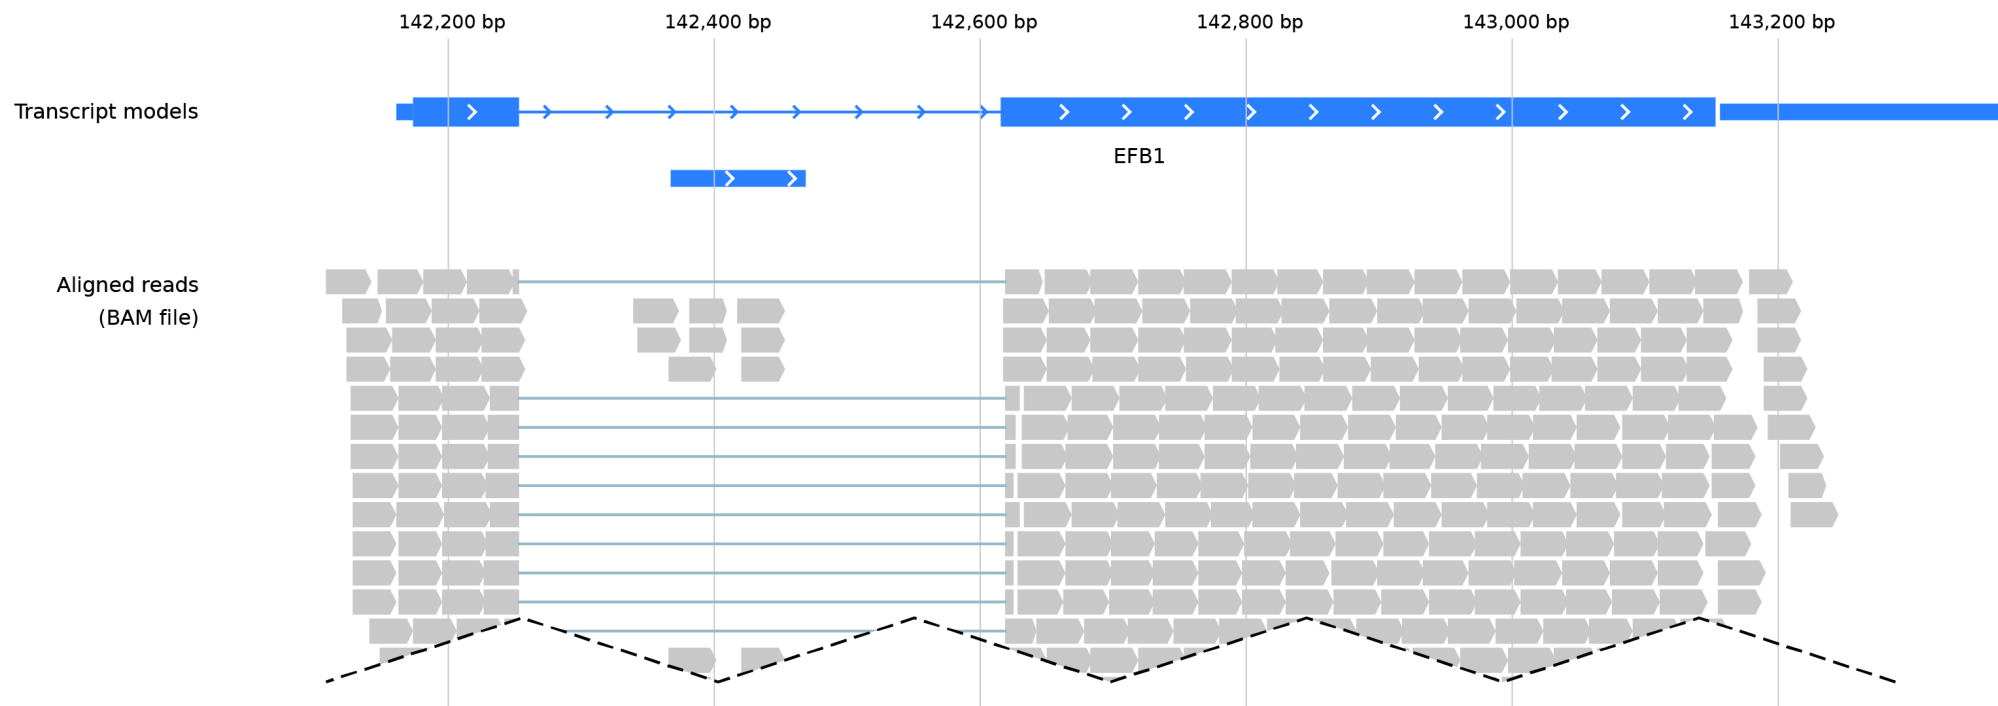 142,200 bp
142,400 bp
142,600 bp
142,800 bp
143,000 bp
143,200 bp
Transcript models
EFB1
Aligned reads
(BAM file)